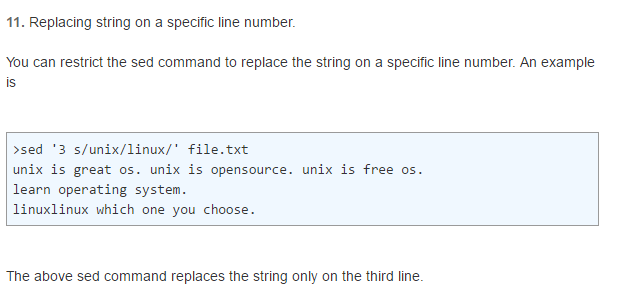 11. Replacing string on a specific line number.
You can restrict the sed command to replace the string on a specific line number. An example
is
>sed '3 s/unix/linux/' file.txt
unix is great os. unix is opensource. unix is free os.
learn operating system.
linuxlinux which one you choose.
The above sed command replaces the string only on the third line.